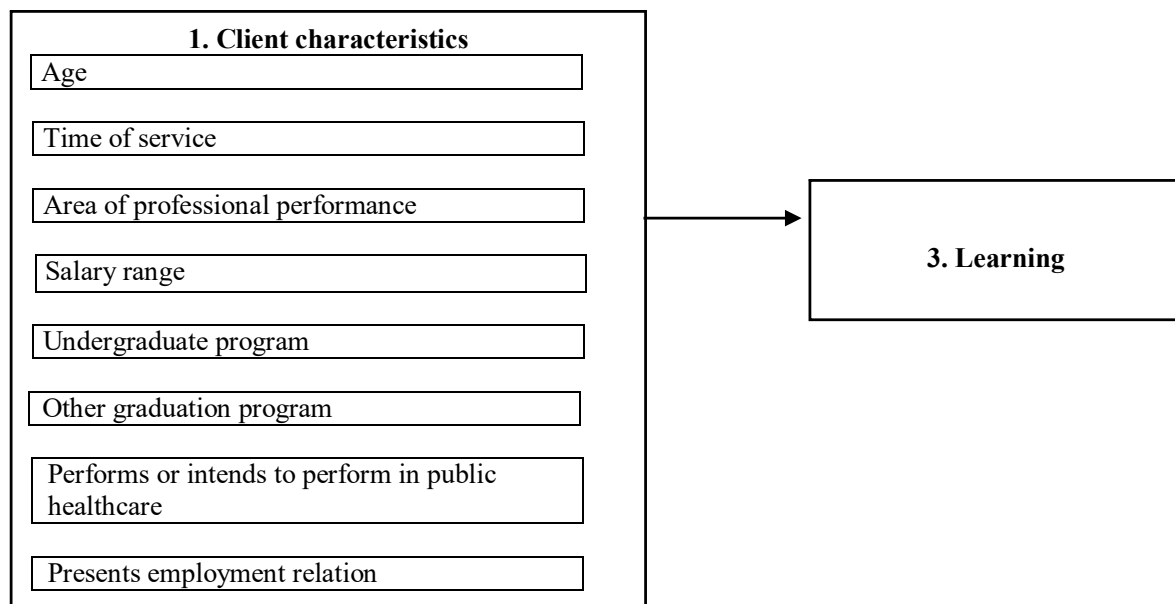 1. Client characteristics
Age
Time of service
Area of professional performance
Salary range
Undergraduate program
Other graduation program
Performs or intends to perform in public
healthcare
Presents employment relation
3. Learning